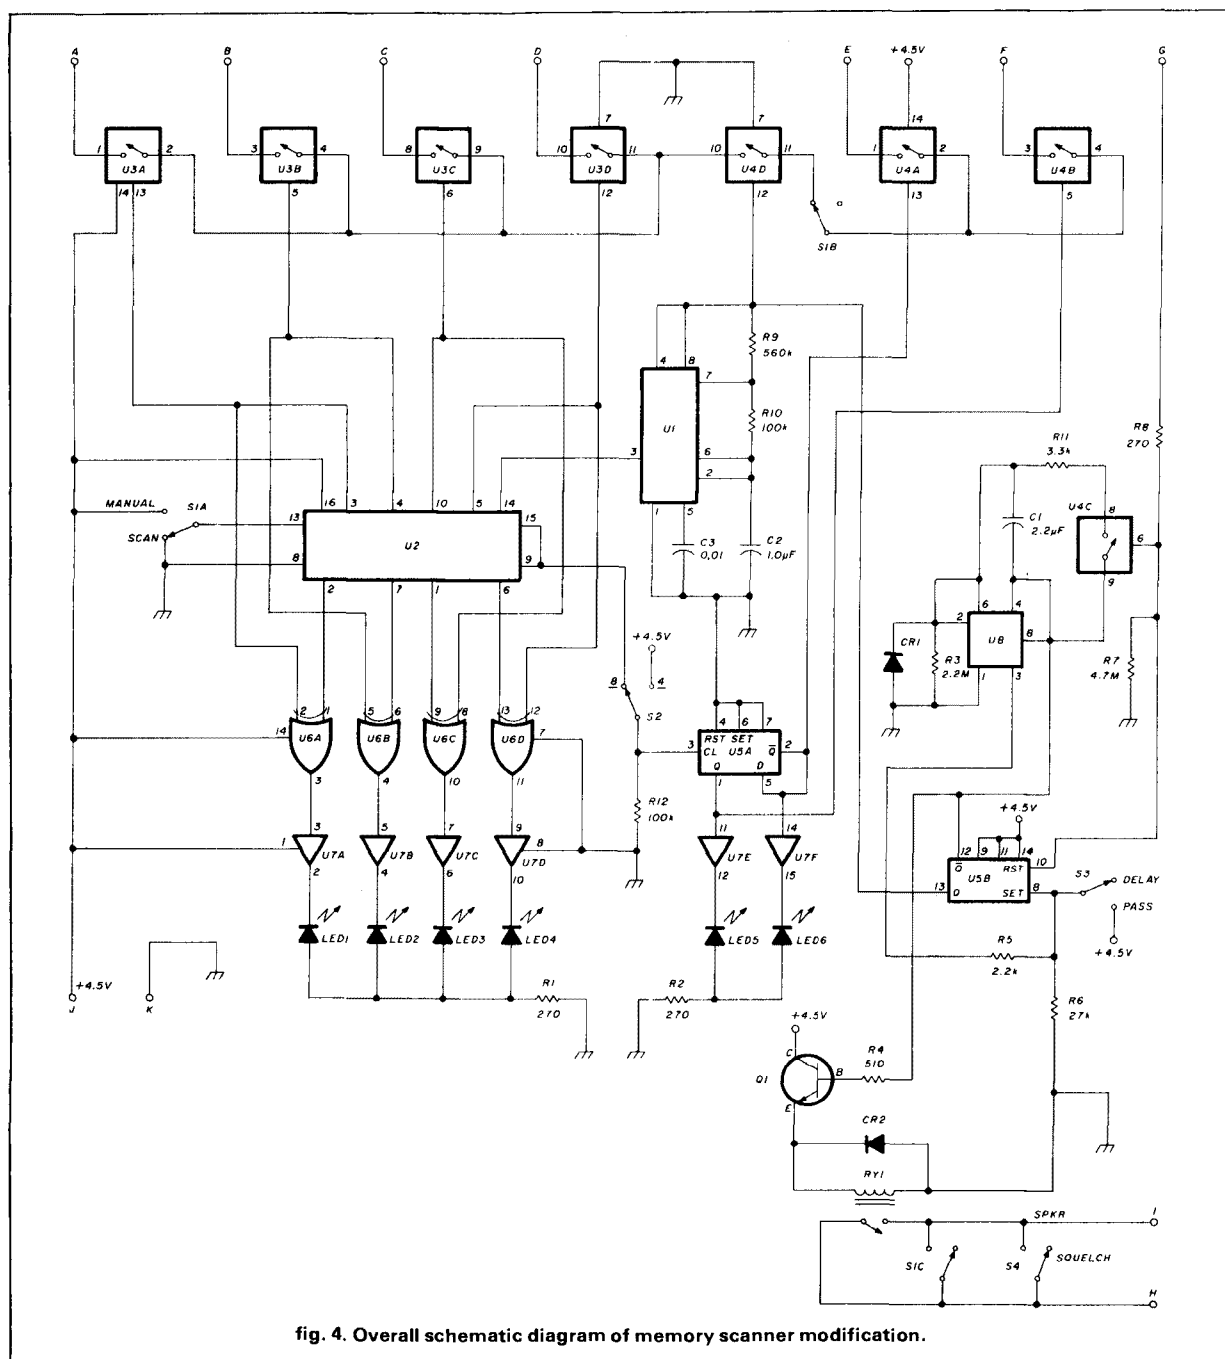 A B C D E +4.5V F G
7 7 14
1 2 3 4 8 9 10 11 10 11 1 2 3 4
U3A U3B U3C U3D U4D U4A U4B
14 13 5 6 12 12 13 5
S1B
R9
560k
4 8
7
R10
100k
U1
3 6
2
1 5
R8
270
R11
3.3k
C1
2.2µF
U4C
8
6
9
MANUAL S1A
SCAN
16 3 4 10 5 14
13 15
U2
8 9
2 7 1 6
C3
0.01
C2
1.0µF
6 4
2 8
U8
1 3
CR1
R3
2.2M
R7
4.7M
+4.5V
8 4
S2
2 1 5 6 9 8 13 12
14 U6A U6B U6C U6D 7
3 4 10 11
4 6 7
RST SET
3 CL U5A Q̅ 2
Q D
1 5
R12
100k
3 5 7 9
1 U7A U7B U7C U7D 8
2 4 6 10
11 14
U7E U7F
12 15
+4.5V
12 9 11 14
Q̅ RST 10
U5B
13 D SET 8
S3 DELAY
PASS
+4.5V
LED1 LED2 LED3 LED4 LED5 LED6
R5
2.2k
+4.5V
J K
R1
270
R2
270
R6
27k
+4.5V
C
Q1 B
E
R4
510
CR2
RY1
SPKR I
S1C S4 SQUELCH
H
fig. 4. Overall schematic diagram of memory scanner modification.